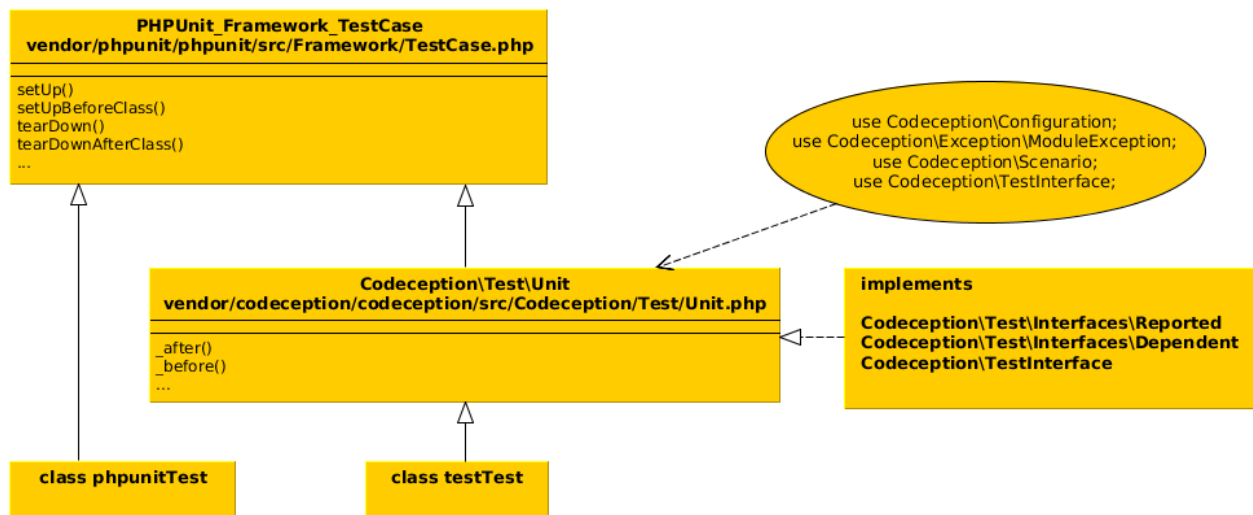 PHPUnit_Framework_TestCase
vendor/phpunit/phpunit/src/Framework/TestCase.php
setUp()
setUpBeforeClass()
tearDown()
tearDownAfterClass()
...
use Codeception\Configuration;
use Codeception\Exception\ModuleException;
use Codeception\Scenario;
use Codeception\TestInterface;
Codeception\Test\Unit
vendor/codeception/codeception/src/Codeception/Test/Unit.php
_after()
_before()
...
implements
Codeception\Test\Interfaces\Reported
Codeception\Test\Interfaces\Dependent
Codeception\TestInterface
class phpunitTest
class testTest